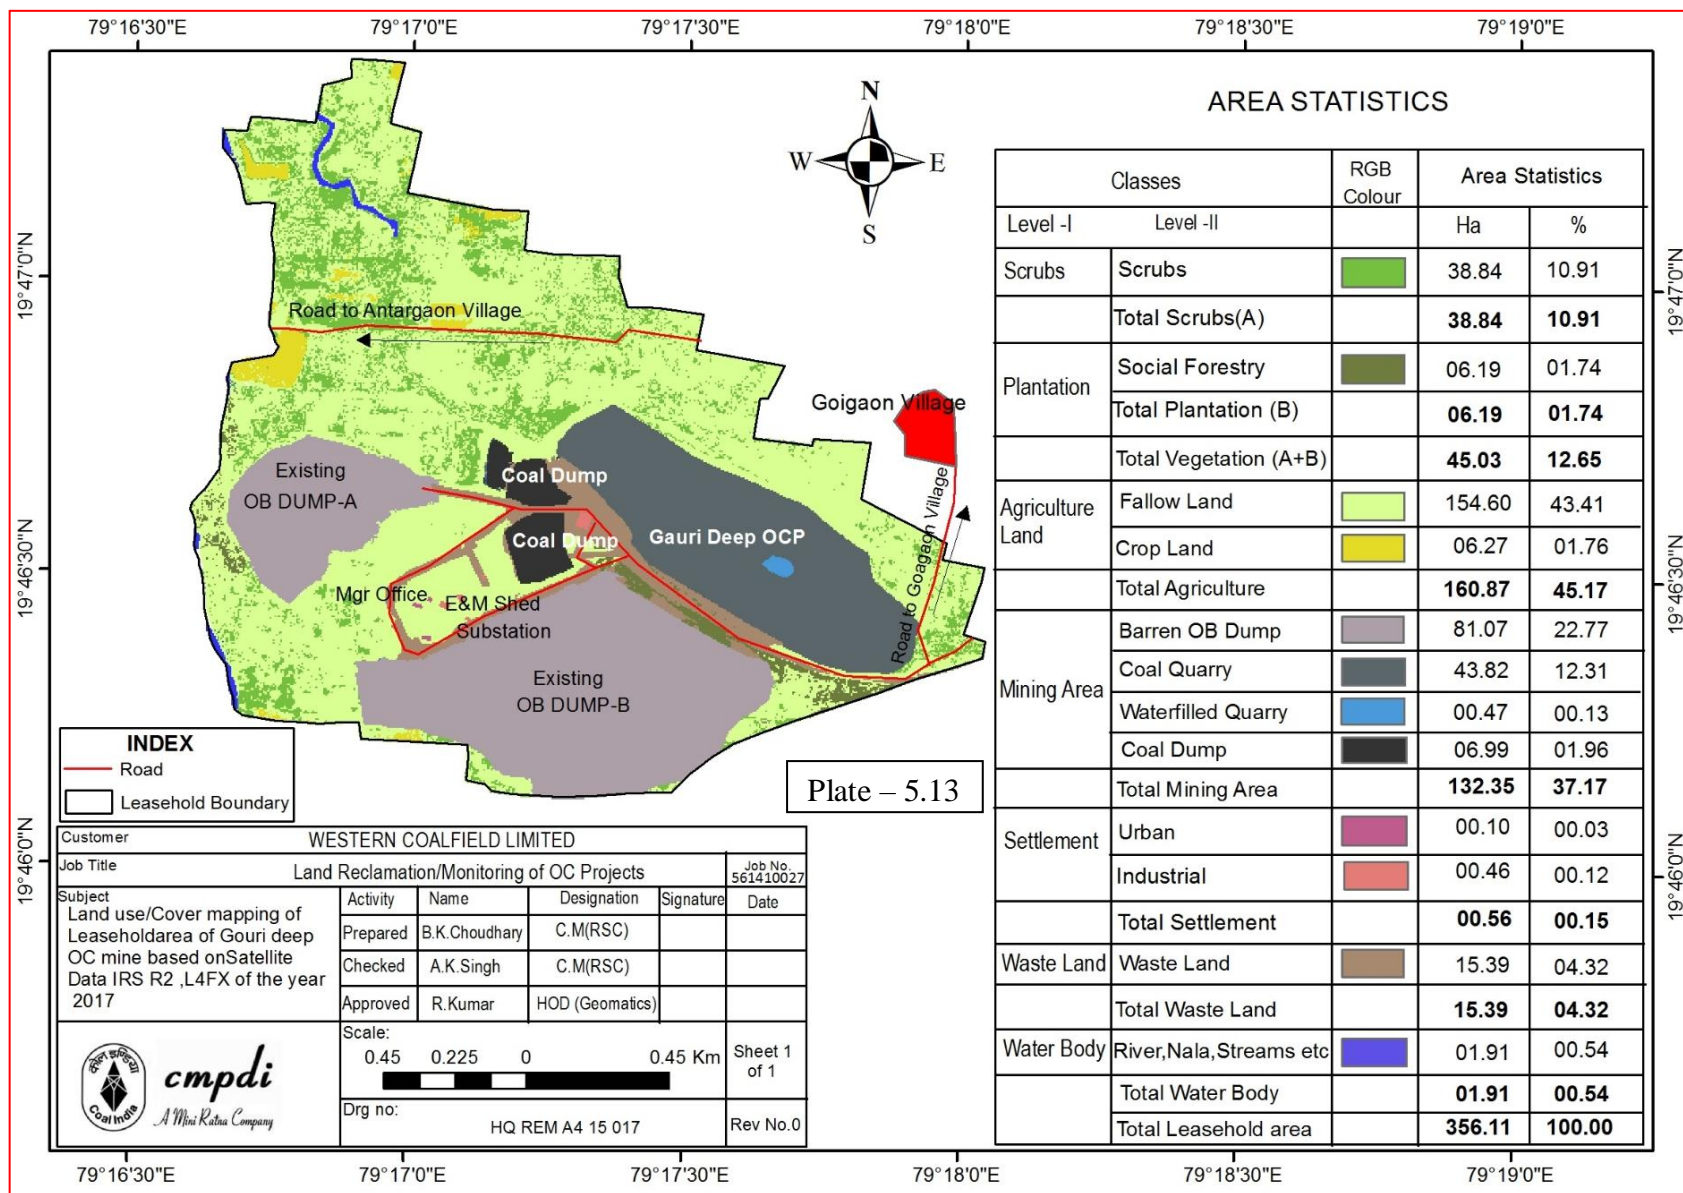 79°16'30"E 79°17'0"E 79°17'30"E 79°18'0"E 79°18'30"E 79°19'0"E
19°47'0"N
19°46'30"N
19°46'0"N
19°47'0"N
19°46'30"N
19°46'0"N
N
W E
S
Road to Antargaon Village
Goigaon Village
Existing
OB DUMP-A
Coal Dump
Coal Dump
Gauri Deep OCP
Road to Goagaon Village
Mgr Office
E&M Shed
Substation
Existing
OB DUMP-B
INDEX
Road
Leasehold Boundary
Plate – 5.13
AREA STATISTICS
Classes RGB Colour Area Statistics
Level -I Level -II Ha %
Scrubs Scrubs 38.84 10.91
Total Scrubs(A) 38.84 10.91
Plantation Social Forestry 06.19 01.74
Total Plantation (B) 06.19 01.74
Total Vegetation (A+B) 45.03 12.65
Agriculture Land Fallow Land 154.60 43.41
Crop Land 06.27 01.76
Total Agriculture 160.87 45.17
Mining Area Barren OB Dump 81.07 22.77
Coal Quarry 43.82 12.31
Waterfilled Quarry 00.47 00.13
Coal Dump 06.99 01.96
Total Mining Area 132.35 37.17
Settlement Urban 00.10 00.03
Industrial 00.46 00.12
Total Settlement 00.56 00.15
Waste Land Waste Land 15.39 04.32
Total Waste Land 15.39 04.32
Water Body River,Nala,Streams etc 01.91 00.54
Total Water Body 01.91 00.54
Total Leasehold area 356.11 100.00
Customer WESTERN COALFIELD LIMITED
Job Title Land Reclamation/Monitoring of OC Projects Job No. 561410027
Subject
Land use/Cover mapping of
Leaseholdarea of Gouri deep
OC mine based onSatellite
Data IRS R2 ,L4FX of the year
2017
Activity Name Designation Signature Date
Prepared B.K.Choudhary C.M(RSC)
Checked A.K.Singh C.M(RSC)
Approved R.Kumar HOD (Geomatics)
Scale:
0.45 0.225 0 0.45 Km
Sheet 1
of 1
Drg no:
HQ REM A4 15 017
Rev No.0
कोल इण्डिया
Coal India
cmpdi
A Mini Ratna Company
79°16'30"E 79°17'0"E 79°17'30"E 79°18'0"E 79°18'30"E 79°19'0"E